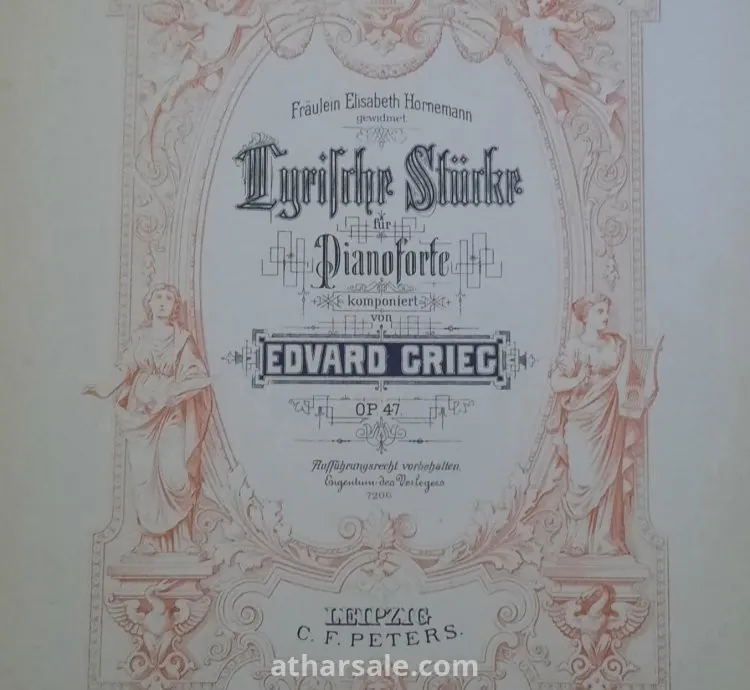 Fräulein Elisabeth Hornemann
gewidmet
Lyrische Stücke
für
Pianoforte
komponiert
von
EDVARD GRIEG
OP. 47.
Aufführungsrecht vorbehalten.
Eigentum des Verlegers
7206
LEIPZIG
C. F. PETERS.
atharsale.com